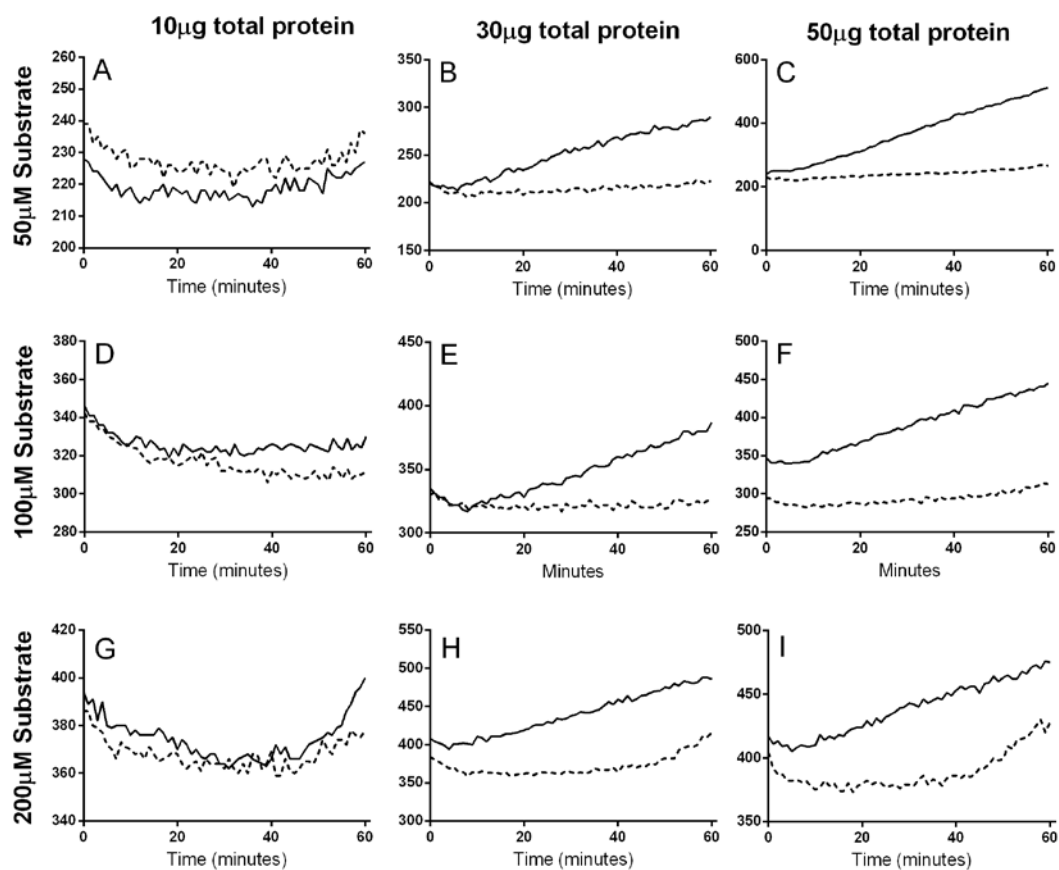 10μg total protein 30μg total protein 50μg total protein
50μM Substrate
A
260
250
240
230
220
210
200
0 20 40 60
Time (minutes)
B
350
300
250
200
150
0 20 40 60
Time (minutes)
C
600
400
200
0
0 20 40 60
Time (minutes)
100μM Substrate
D
380
360
340
320
300
280
0 20 40 60
Time (minutes)
E
450
400
350
300
0 20 40 60
Minutes
F
500
450
400
350
300
250
0 20 40 60
Minutes
200μM Substrate
G
420
400
380
360
340
0 20 40 60
Time (minutes)
H
550
500
450
400
350
300
0 20 40 60
Time (minutes)
I
500
450
400
350
0 20 40 60
Time (minutes)